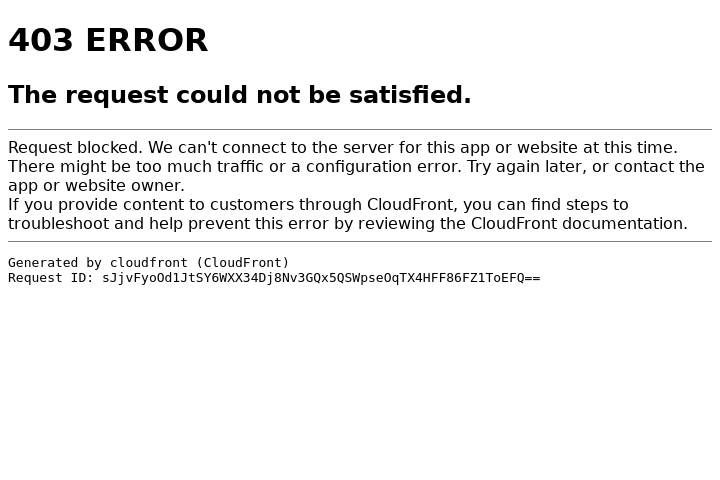 403 ERROR
The request could not be satisfied.
Request blocked. We can't connect to the server for this app or website at this time.
There might be too much traffic or a configuration error. Try again later, or contact the
app or website owner.
If you provide content to customers through CloudFront, you can find steps to
troubleshoot and help prevent this error by reviewing the CloudFront documentation.
Generated by cloudfront (CloudFront)
Request ID: sJjvFyoOd1JtSY6WXX34Dj8Nv3GQx5QSWpseOqTX4HFF86FZ1ToEFQ==